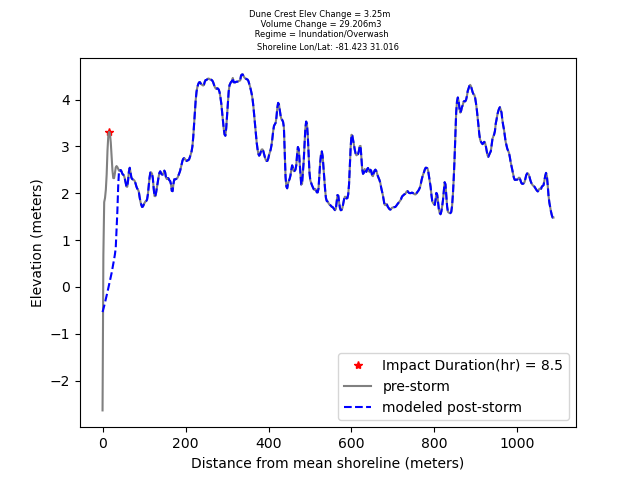 Dune Crest Elev Change = 3.25m
Volume Change = 29.206m3
Regime = Inundation/Overwash
Shoreline Lon/Lat: -81.423 31.016
4
3
2
1
0
−1
−2
Elevation (meters)
Impact Duration(hr) = 8.5
pre-storm
modeled post-storm
0 200 400 600 800 1000
Distance from mean shoreline (meters)